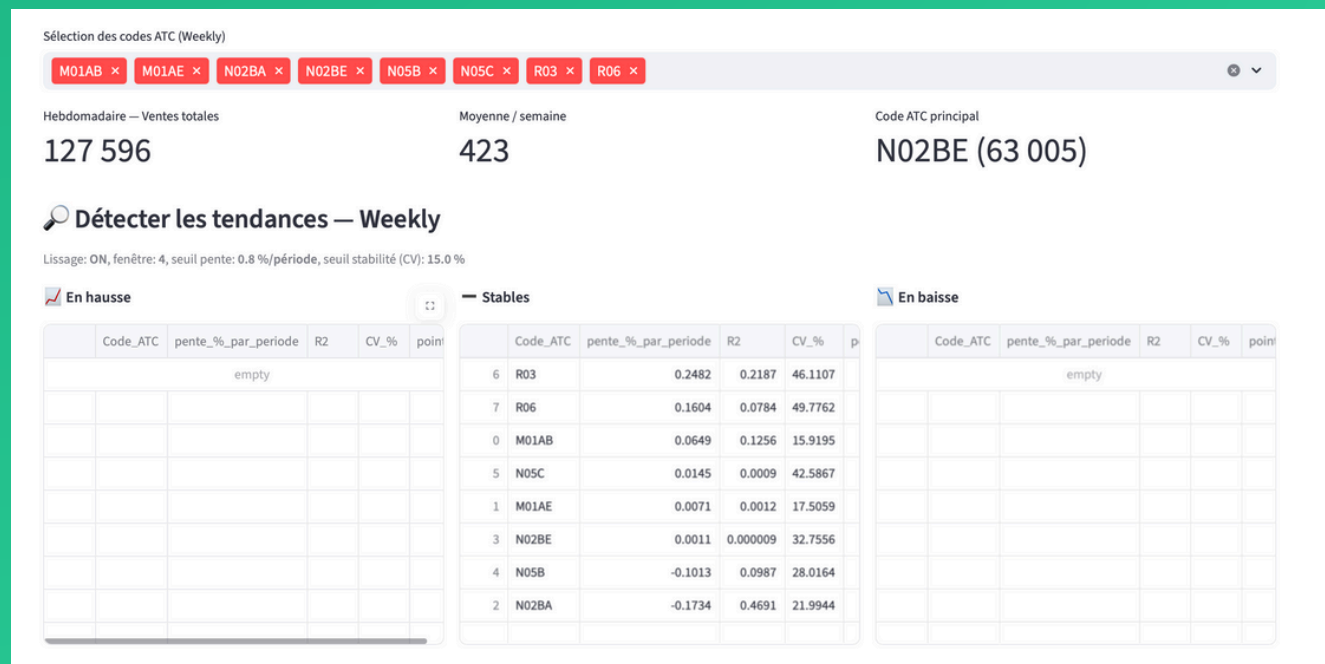 Sélection des codes ATC (Weekly)
M01AB × M01AE × N02BA × N02BE × N05B × N05C × R03 × R06 ×
Hebdomadaire — Ventes totales Moyenne / semaine Code ATC principal
127 596 423 N02BE (63 005)
Détecter les tendances — Weekly
Lissage: ON, fenêtre: 4, seuil pente: 0.8 %/période, seuil stabilité (CV): 15.0 %
En hausse
Code_ATC pente_%_par_periode R2 CV_%
empty
Stables
Code_ATC pente_%_par_periode R2 CV_%
6 R03 0.2482 0.2187 46.1107
7 R06 0.1604 0.0784 49.7762
0 M01AB 0.0649 0.1256 15.9195
5 N05C 0.0145 0.0009 42.5867
1 M01AE 0.0071 0.0012 17.5059
3 N02BE 0.0011 0.000009 32.7556
4 N05B -0.1013 0.0987 28.0164
2 N02BA -0.1734 0.4691 21.9944
En baisse
Code_ATC pente_%_par_periode R2 CV_%
empty